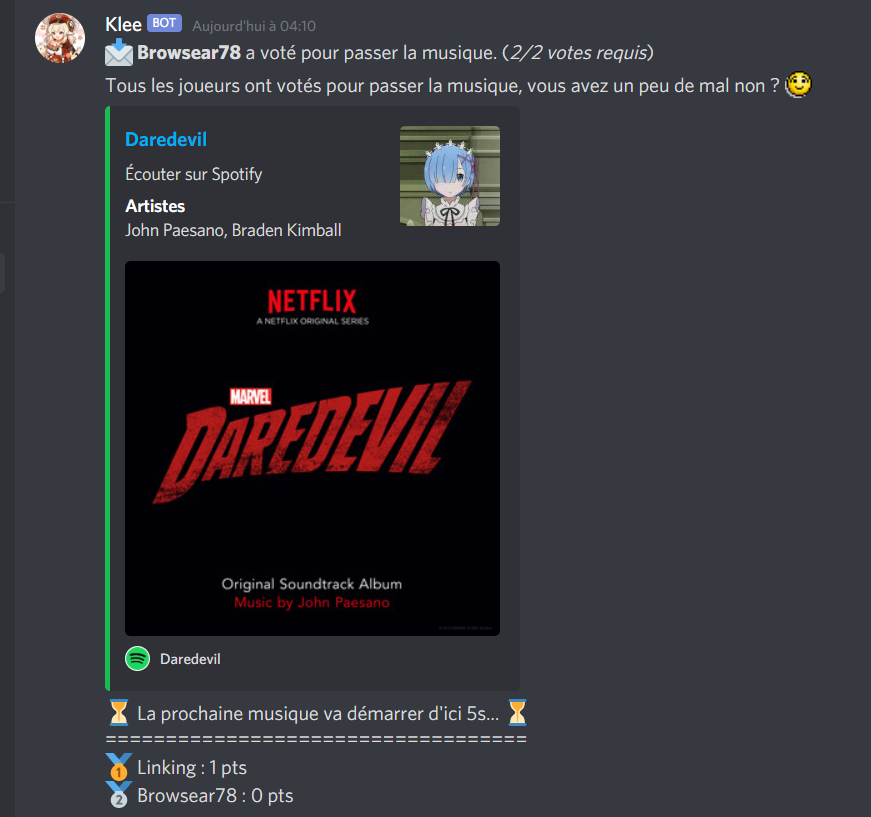 Klee BOT Aujourd'hui à 04:10
Browsear78 a voté pour passer la musique. (2/2 votes requis)
Tous les joueurs ont votés pour passer la musique, vous avez un peu de mal non ?
Daredevil
Écouter sur Spotify
Artistes
John Paesano, Braden Kimball
NETFLIX
A NETFLIX ORIGINAL SERIES
MARVEL
DAREDEVIL
Original Soundtrack Album
Music by John Paesano
Daredevil
La prochaine musique va démarrer d'ici 5s...
===================================
1 Linking : 1 pts
2 Browsear78 : 0 pts